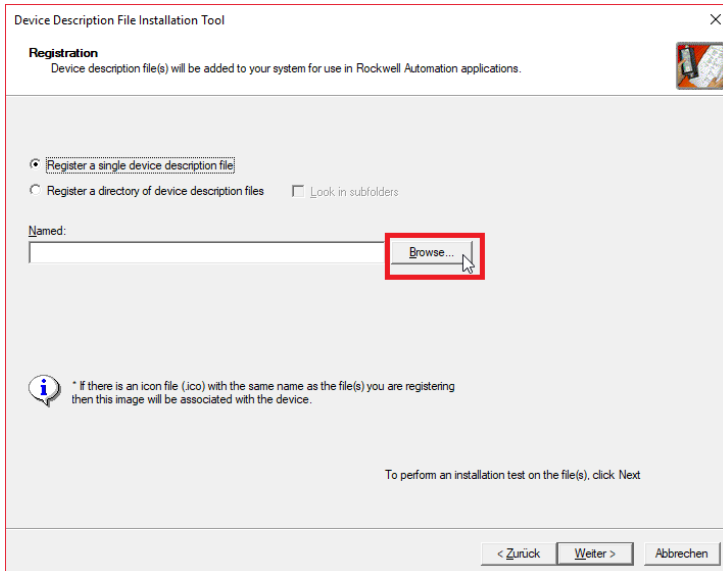 Device Description File Installation Tool
Registration
Device description file(s) will be added to your system for use in Rockwell Automation applications.
Register a single device description file
Register a directory of device description files
Look in subfolders
Named:
Browse...
* If there is an icon file (.ico) with the same name as the file(s) you are registering
then this image will be associated with the device.
To perform an installation test on the file(s), click Next
< Zurück
Weiter >
Abbrechen